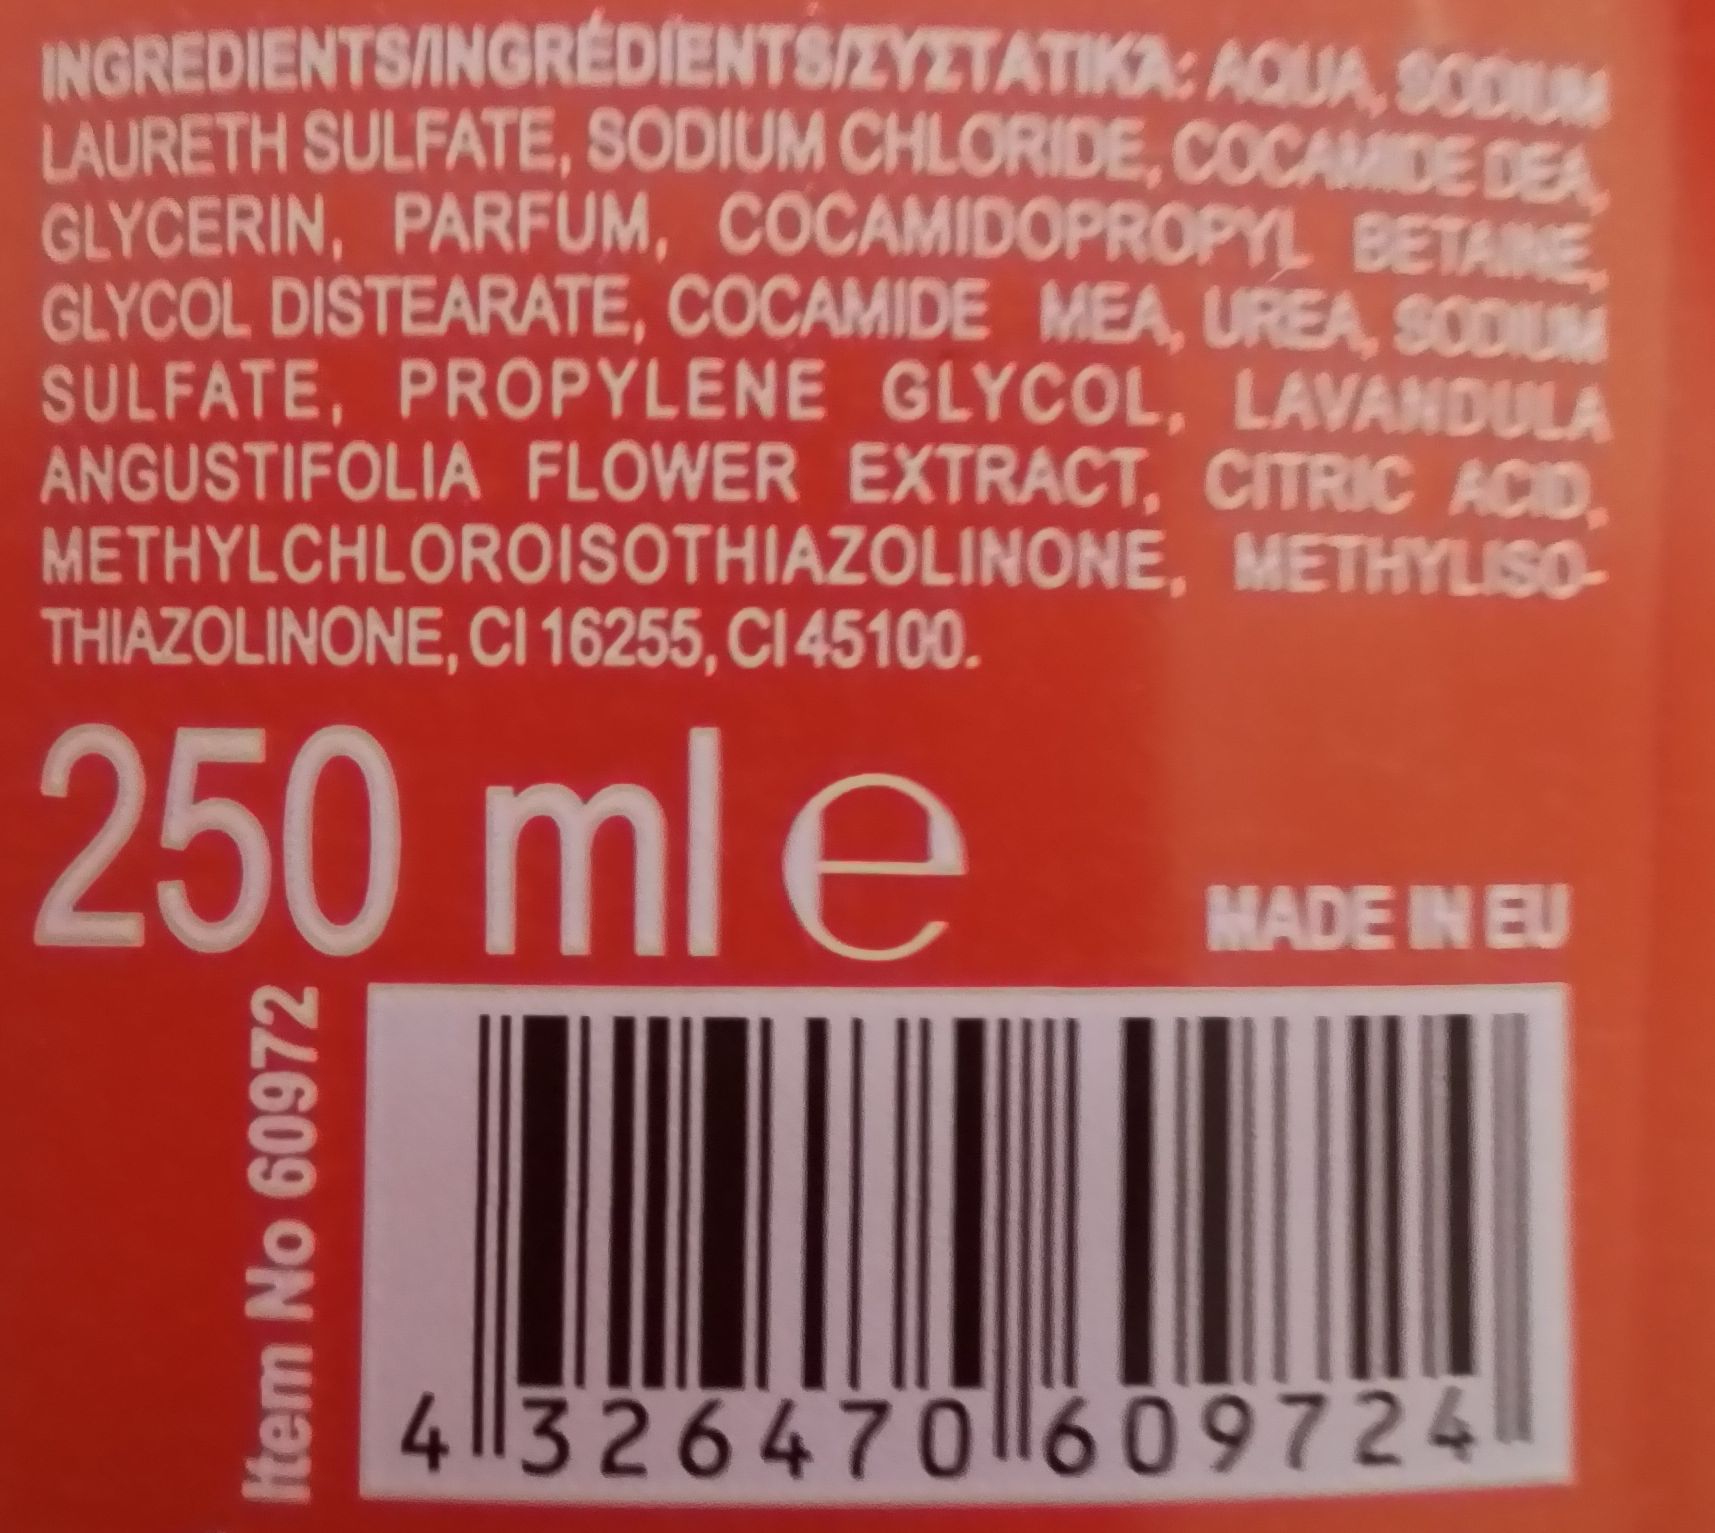 INGREDIENTS/INGRÉDÍENTS/ΣΥΣΤΑΤΙΚΆ: AQUA, SODIUM
LAURETH SULFATE, SODIUM CHLORIDE, COCAMIDE DEA,
GLYCERIN, PARFUM, COCAMIDOPROPYL BETAINE,
GLYCOL DISTEARATE, COCAMIDE MEA, UREA, SODIUM
SULFATE, PROPYLENE GLYCOL, LAVANDULA
ANGUSTIFOLIA FLOWER EXTRACT, CITRIC ACID,
METHYLCHLOROISOTHIAZOLINONE, METHYLISO-
THIAZOLINONE, CI 16255, CI 45100.
250 ml e
MADE IN EU
Item No 60972
4 326470 609724